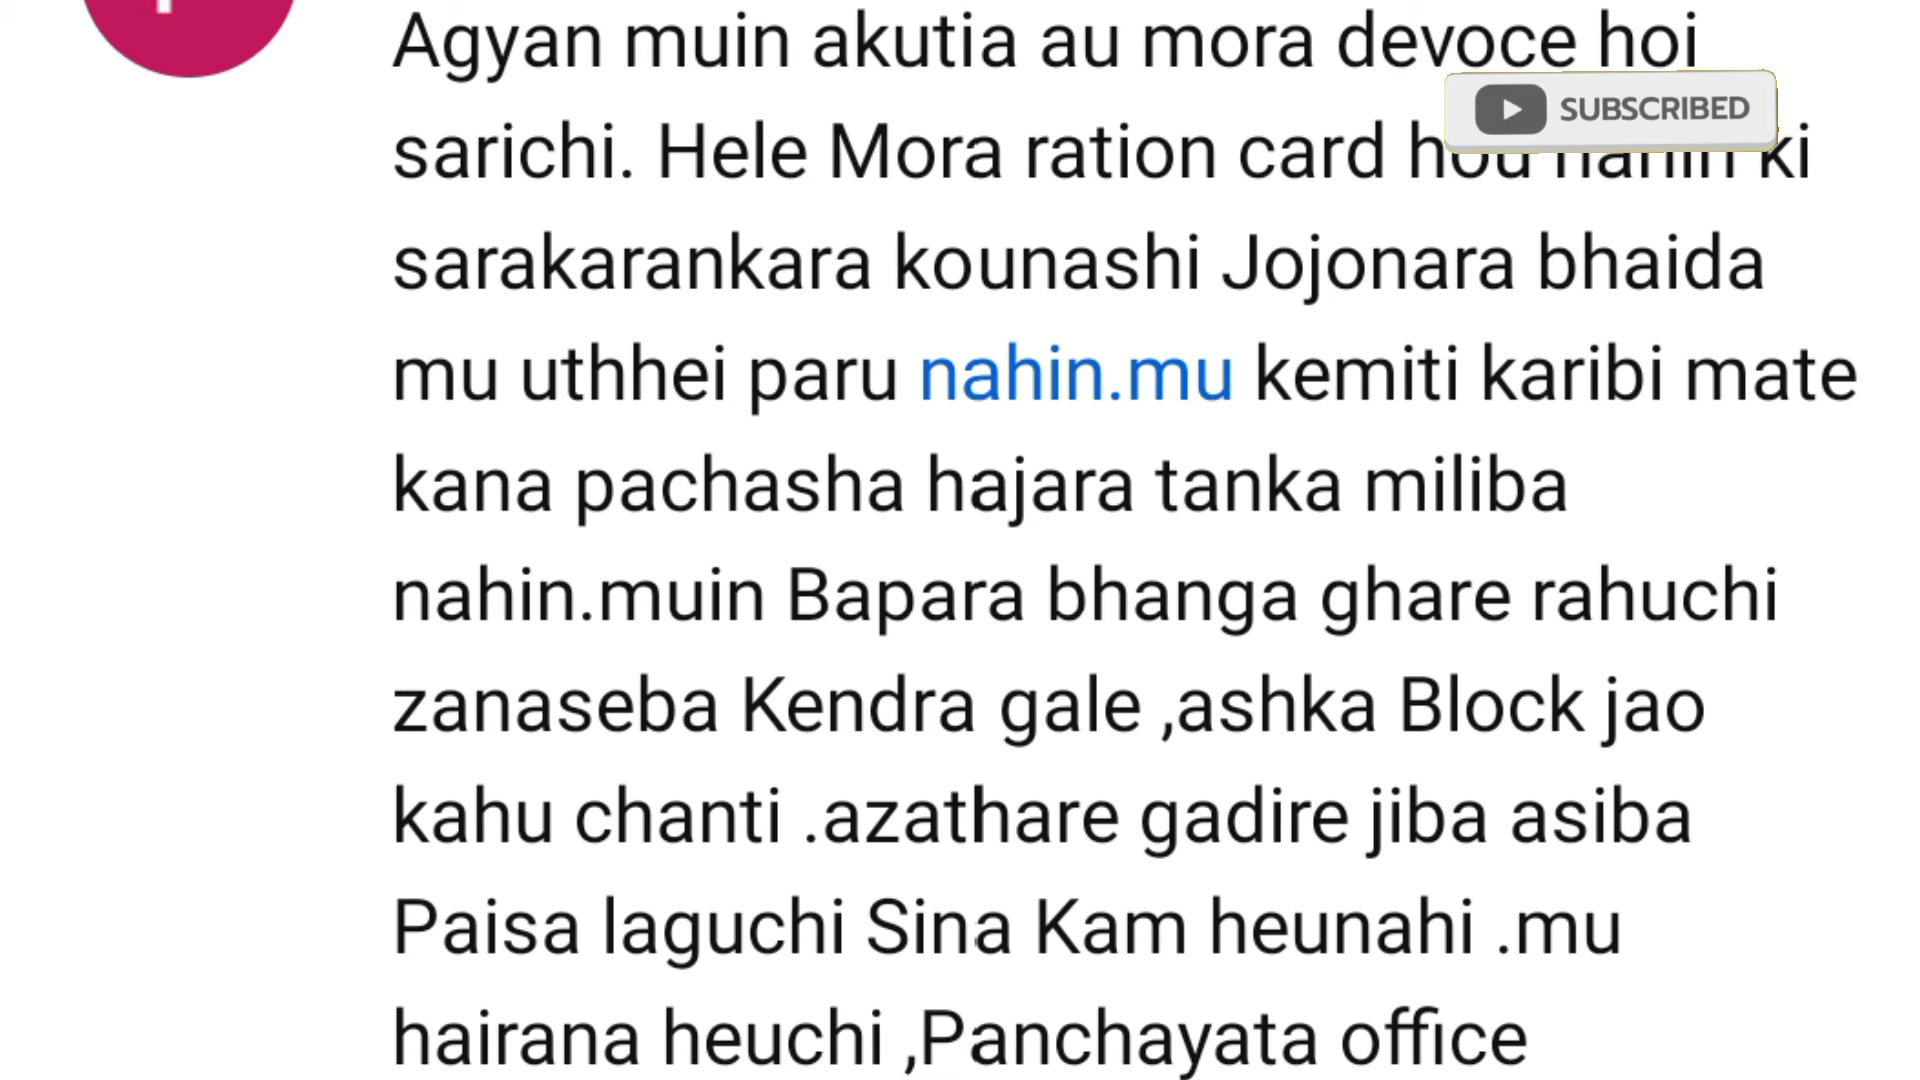 Agyan muin akutia au mora devoce hoi
SUBSCRIBED
sarichi. Hele Mora ration card hou nahin ki
sarakarankara kounashi Jojonara bhaida
mu uthhei paru nahin.mu kemiti karibi mate
kana pachasha hajara tanka miliba
nahin.muin Bapara bhanga ghare rahuchi
zanaseba Kendra gale ,ashka Block jao
kahu chanti .azathare gadire jiba asiba
Paisa laguchi Sina Kam heunahi .mu
hairana heuchi ,Panchayata office